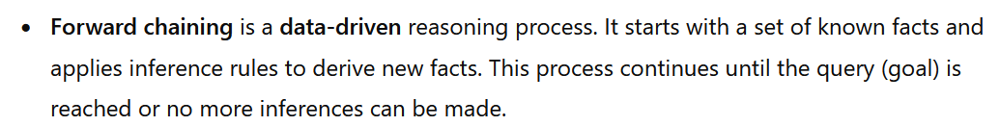 • Forward chaining is a data-driven reasoning process. It starts with a set of known facts and
applies inference rules to derive new facts. This process continues until the query (goal) is
reached or no more inferences can be made.